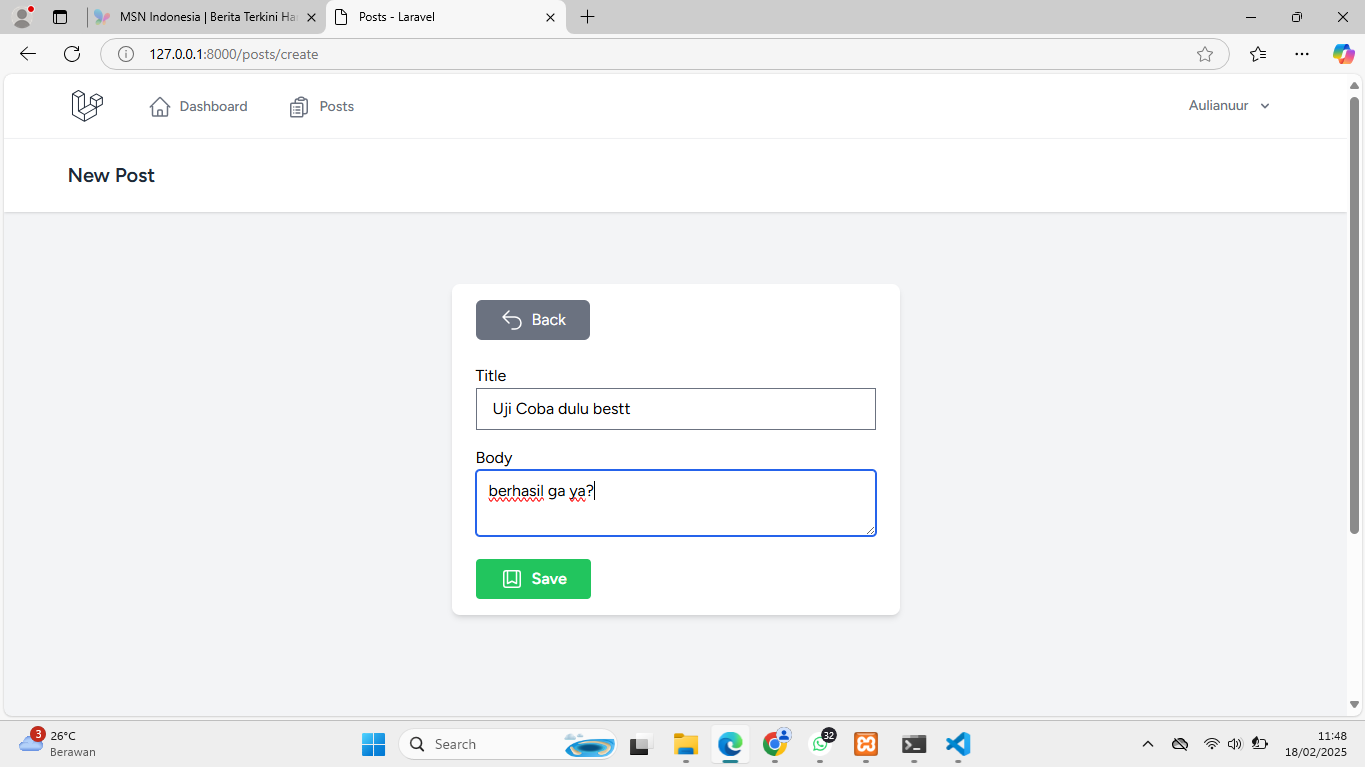 MSN Indonesia | Berita Terkini Ha
Posts - Laravel
127.0.0.1:8000/posts/create
Dashboard
Posts
Aulianuur
New Post
Back
Title
Uji Coba dulu bestt
Body
berhasil ga ya?
Save
3
26°C
Berawan
Search
32
11:48
18/02/2025